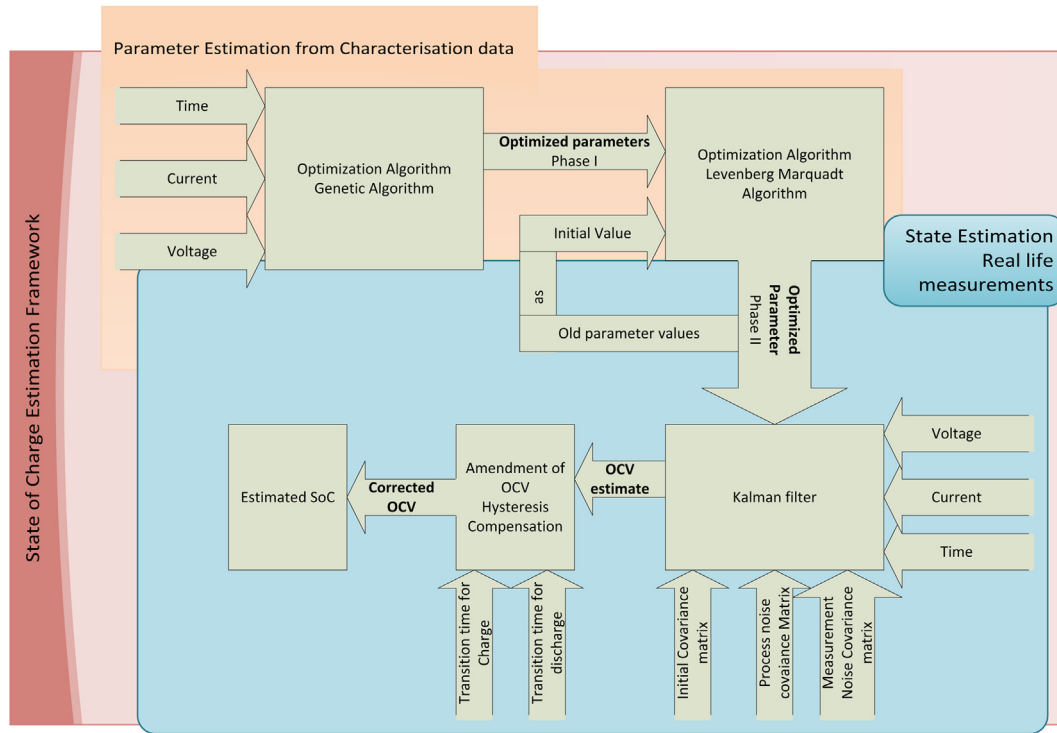 Parameter Estimation from Characterisation data
State of Charge Estimation Framework
Time
Current
Voltage
Optimization Algorithm
Genetic Algorithm
Optimized parameters
Phase I
Optimization Algorithm
Levenberg Marquadt
Algorithm
Initial Value
as
Old parameter values
Optimized
Parameter
Phase II
State Estimation
Real life
measurements
Estimated SoC
Corrected
OCV
Amendment of
OCV
Hysteresis
Compensation
OCV
estimate
Kalman filter
Voltage
Current
Time
Transition time for
Charge
Transition time for
discharge
Initial Covariance
matrix
Process noise
covaiance Matrix
Measurement
Noise Covariance
matrix